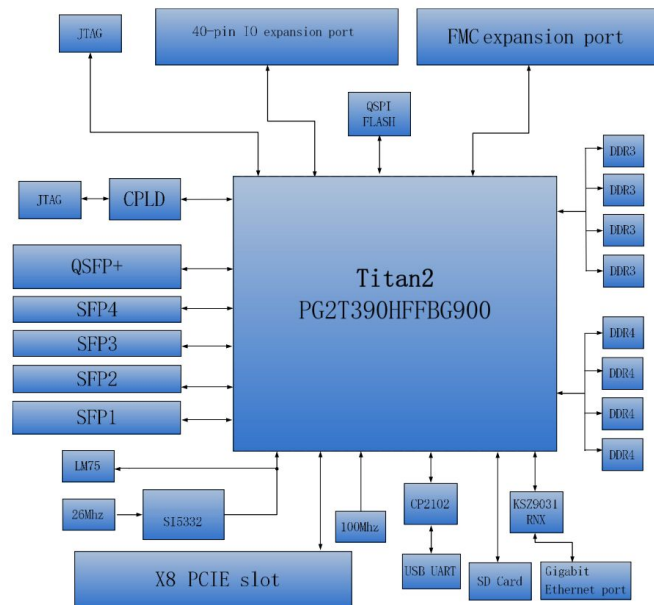 JTAG
40-pin IO expansion port
FMC expansion port
QSPI
FLASH
DDR3
DDR3
DDR3
DDR3
JTAG
CPLD
QSFP+
SFP4
SFP3
SFP2
SFP1
Titan2
PG2T390HFFBG900
DDR4
DDR4
DDR4
DDR4
LM75
26Mhz
SI5332
100Mhz
CP2102
KSZ9031
RNX
X8 PCIE slot
USB UART
SD Card
Gigabit
Ethernet port